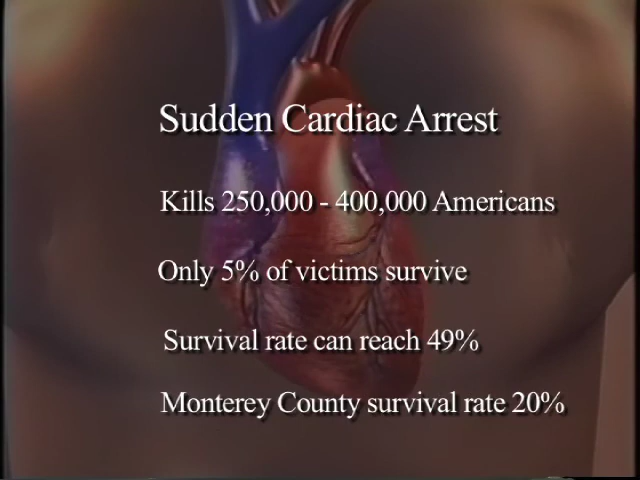 Sudden Cardiac Arrest
Kills 250,000 - 400,000 Americans
Only 5% of victims survive
Survival rate can reach 49%
Monterey County survival rate 20%